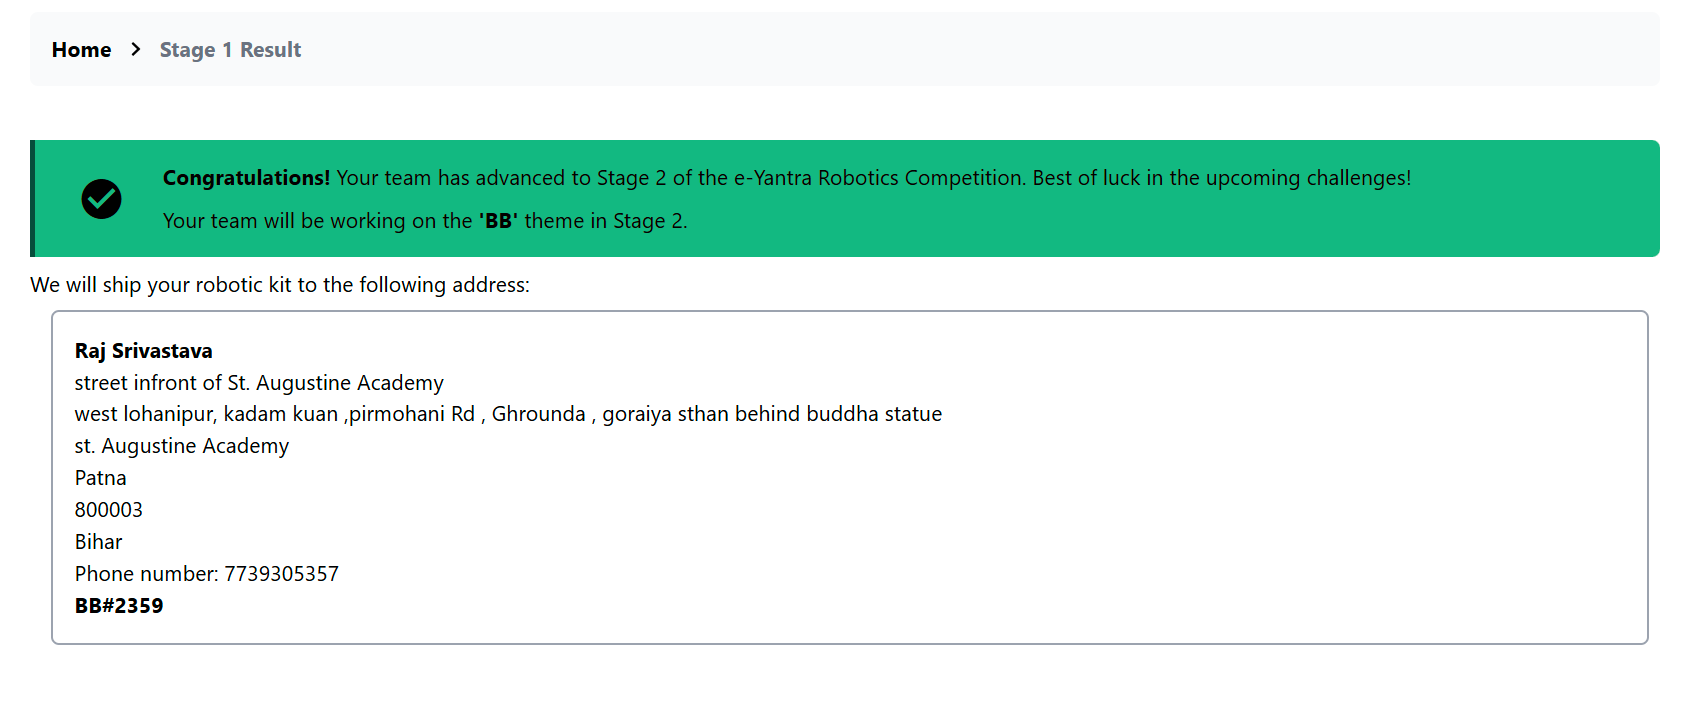 Home > Stage 1 Result
Congratulations! Your team has advanced to Stage 2 of the e-Yantra Robotics Competition. Best of luck in the upcoming challenges!
Your team will be working on the 'BB' theme in Stage 2.
We will ship your robotic kit to the following address:
Raj Srivastava
street infront of St. Augustine Academy
west lohanipur, kadam kuan ,pirmohani Rd , Ghrounda , goraiya sthan behind buddha statue
st. Augustine Academy
Patna
800003
Bihar
Phone number: 7739305357
BB#2359